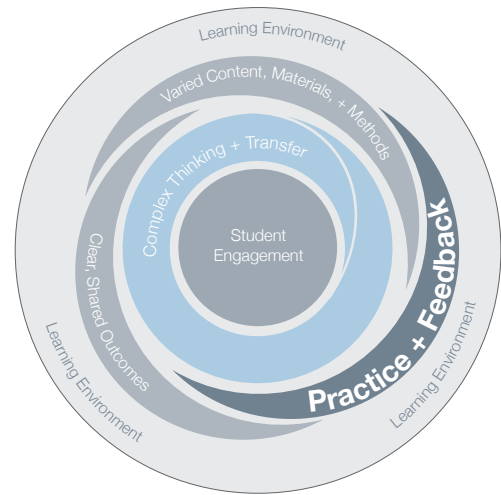 Learning Environment
Varied Content, Materials, + Methods
Complex Thinking + Transfer
Student
Engagement
Clear, Shared Outcomes
Practice + Feedback
Learning Environment
Learning Environment